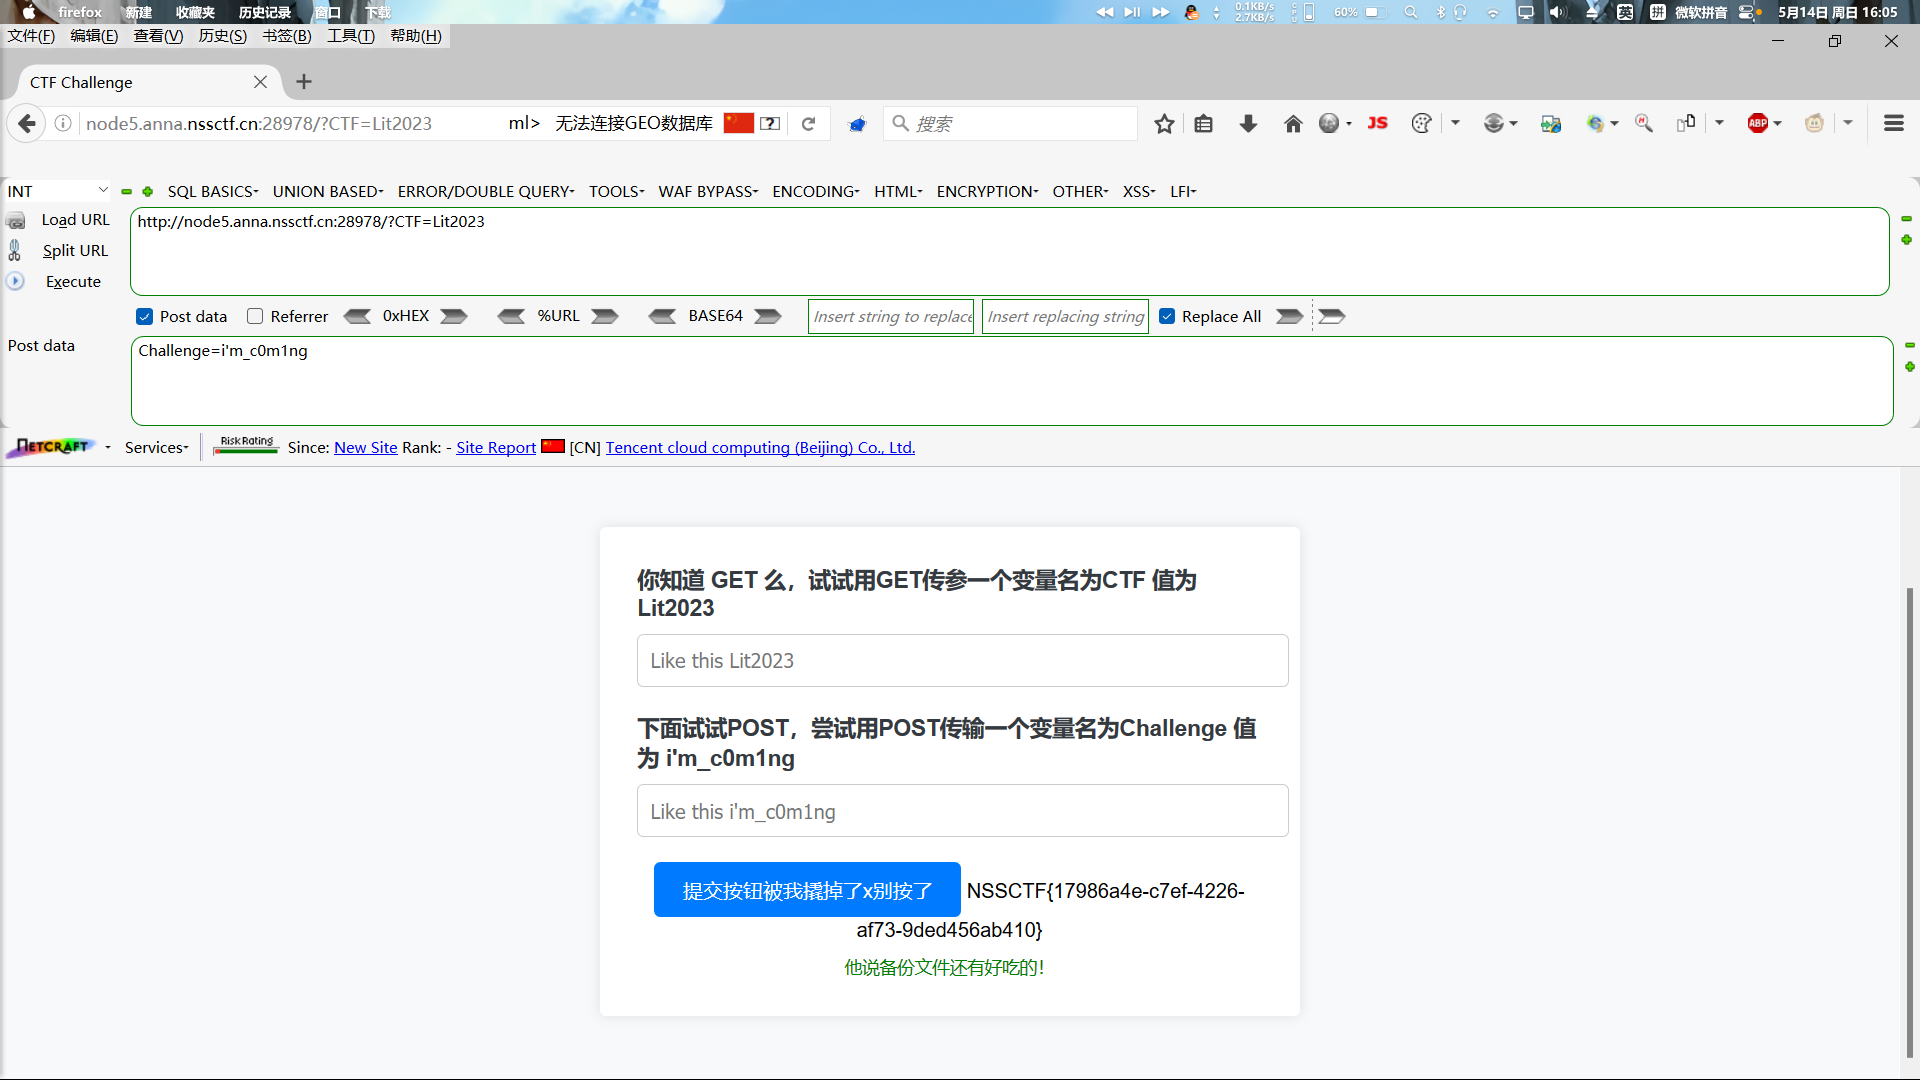 firefox 新建 收藏夹 历史记录 窗口 下载 0.1KB/s 2.7KB/s 60% 英 拼 微软拼音 5月14日 周日 16:05
文件(F) 编辑(E) 查看(V) 历史(S) 书签(B) 工具(T) 帮助(H)
CTF Challenge
node5.anna.nssctf.cn:28978/?CTF=Lit2023 ml> 无法连接GEO数据库 搜索 JS ABP
INT SQL BASICS UNION BASED ERROR/DOUBLE QUERY TOOLS WAF BYPASS ENCODING HTML ENCRYPTION OTHER XSS LFI
Load URL http://node5.anna.nssctf.cn:28978/?CTF=Lit2023
Split URL
Execute
Post data Referrer 0xHEX %URL BASE64 Insert string to replace Insert replacing string Replace All
Post data Challenge=i'm_c0m1ng
NETCRAFT Services Risk Rating Since: New Site Rank: - Site Report [CN] Tencent cloud computing (Beijing) Co., Ltd.
你知道 GET 么，试试用GET传参一个变量名为CTF 值为
Lit2023
Like this Lit2023
下面试试POST，尝试用POST传输一个变量名为Challenge 值
为 i'm_c0m1ng
Like this i'm_c0m1ng
提交按钮被我撬掉了x别按了 NSSCTF{17986a4e-c7ef-4226-
af73-9ded456ab410}
他说备份文件还有好吃的！